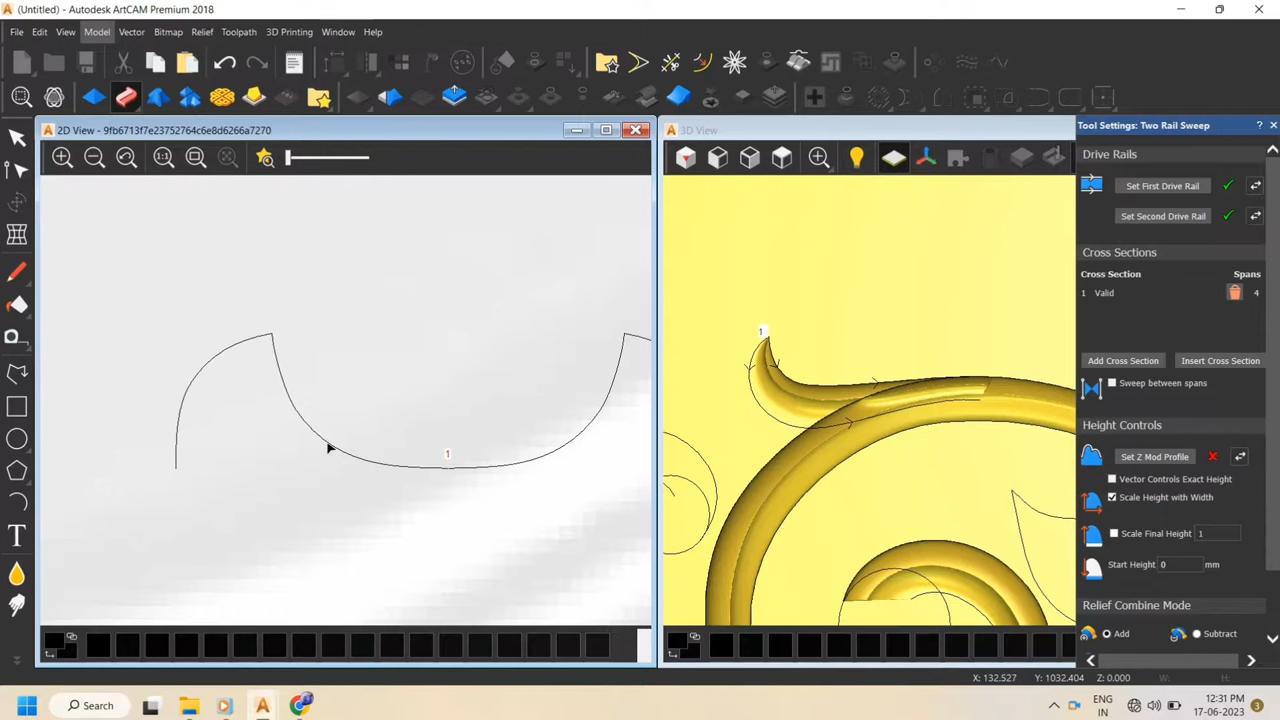 (Untitled) - Autodesk ArtCAM Premium 2018
File Edit View Model Vector Bitmap Relief Toolpath 3D Printing Window Help
2D View - 9fb6713f7e23752764c6e8d6266a7270
3D View
Tool Settings: Two Rail Sweep ? ×
1:1
Drive Rails
Set First Drive Rail
Set Second Drive Rail
Cross Sections
Cross Section Spans
1 Valid 4
Add Cross Section Insert Cross Section
Sweep between spans
Height Controls
Set Z Mod Profile
Vector Controls Exact Height
Scale Height with Width
Scale Final Height 1
Start Height 0 mm
Relief Combine Mode
Add Subtract
1
1
X: 132.527 Y: 1032.404 Z: 0.000 W: H:
Search
ENG
IN
12:31 PM
17-06-2023
3